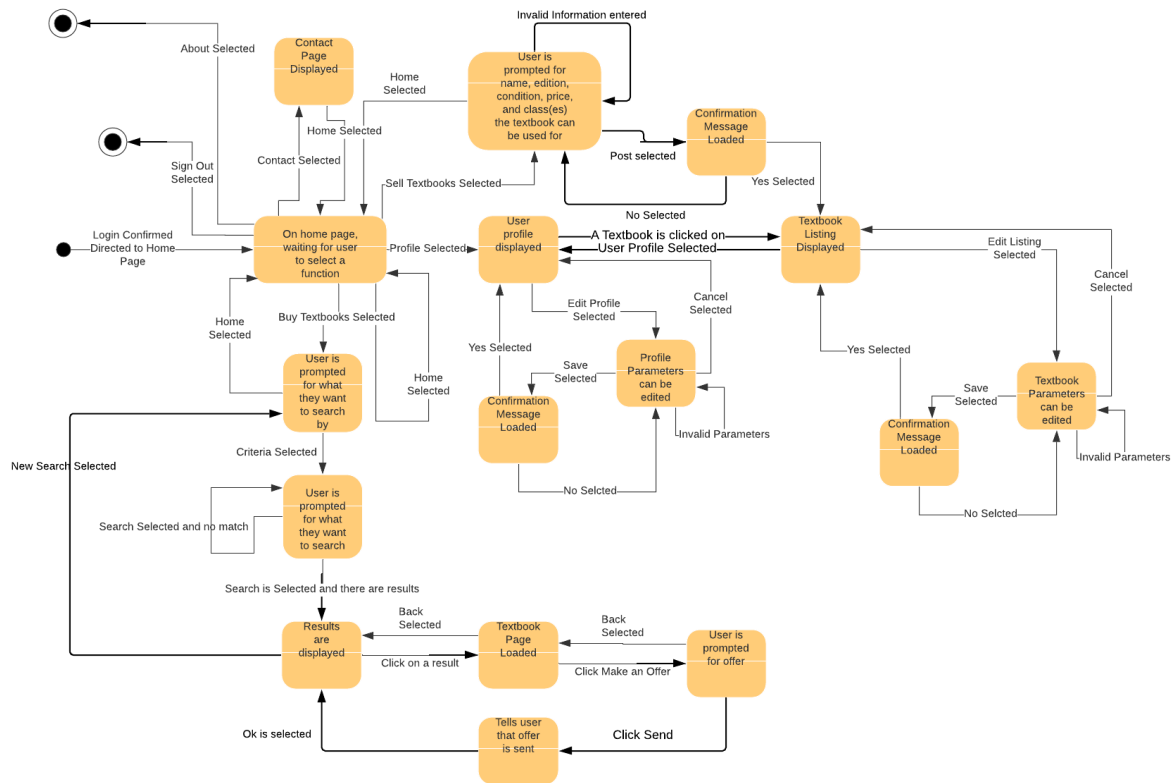 Invalid Information entered
About Selected
Contact
Page
Displayed
User is
prompted for
name, edition,
condition, price,
and class(es)
the textbook can
be used for
Home
Selected
Confirmation
Message
Loaded
Home Selected
Sign Out
Selected
Contact Selected
Post selected
Yes Selected
Sell Textbooks Selected
No Selected
Login Confirmed
Directed to Home
Page
On home page,
waiting for user
to select a
function
Profile Selected
User
profile
displayed
A Textbook is clicked on
User Profile Selected
Textbook
Listing
Displayed
Edit Listing
Selected
Cancel
Selected
Home
Selected
Buy Textbooks Selected
Edit Profile
Selected
Cancel
Selected
User is
prompted
for what
they want
to search
by
Home
Selected
Yes Selected
Save
Selected
Profile
Parameters
can be
edited
Yes Selected
Save
Selected
Textbook
Parameters
can be
edited
Confirmation
Message
Loaded
Invalid Parameters
Confirmation
Message
Loaded
Invalid Parameters
New Search Selected
Criteria Selected
No Selcted
No Selcted
User is
prompted
for what
they want
to search
Search Selected and no match
Search is Selected and there are results
Results
are
displayed
Back
Selected
Click on a result
Textbook
Page
Loaded
Back
Selected
Click Make an Offer
User is
prompted
for offer
Ok is selected
Tells user
that offer
is sent
Click Send